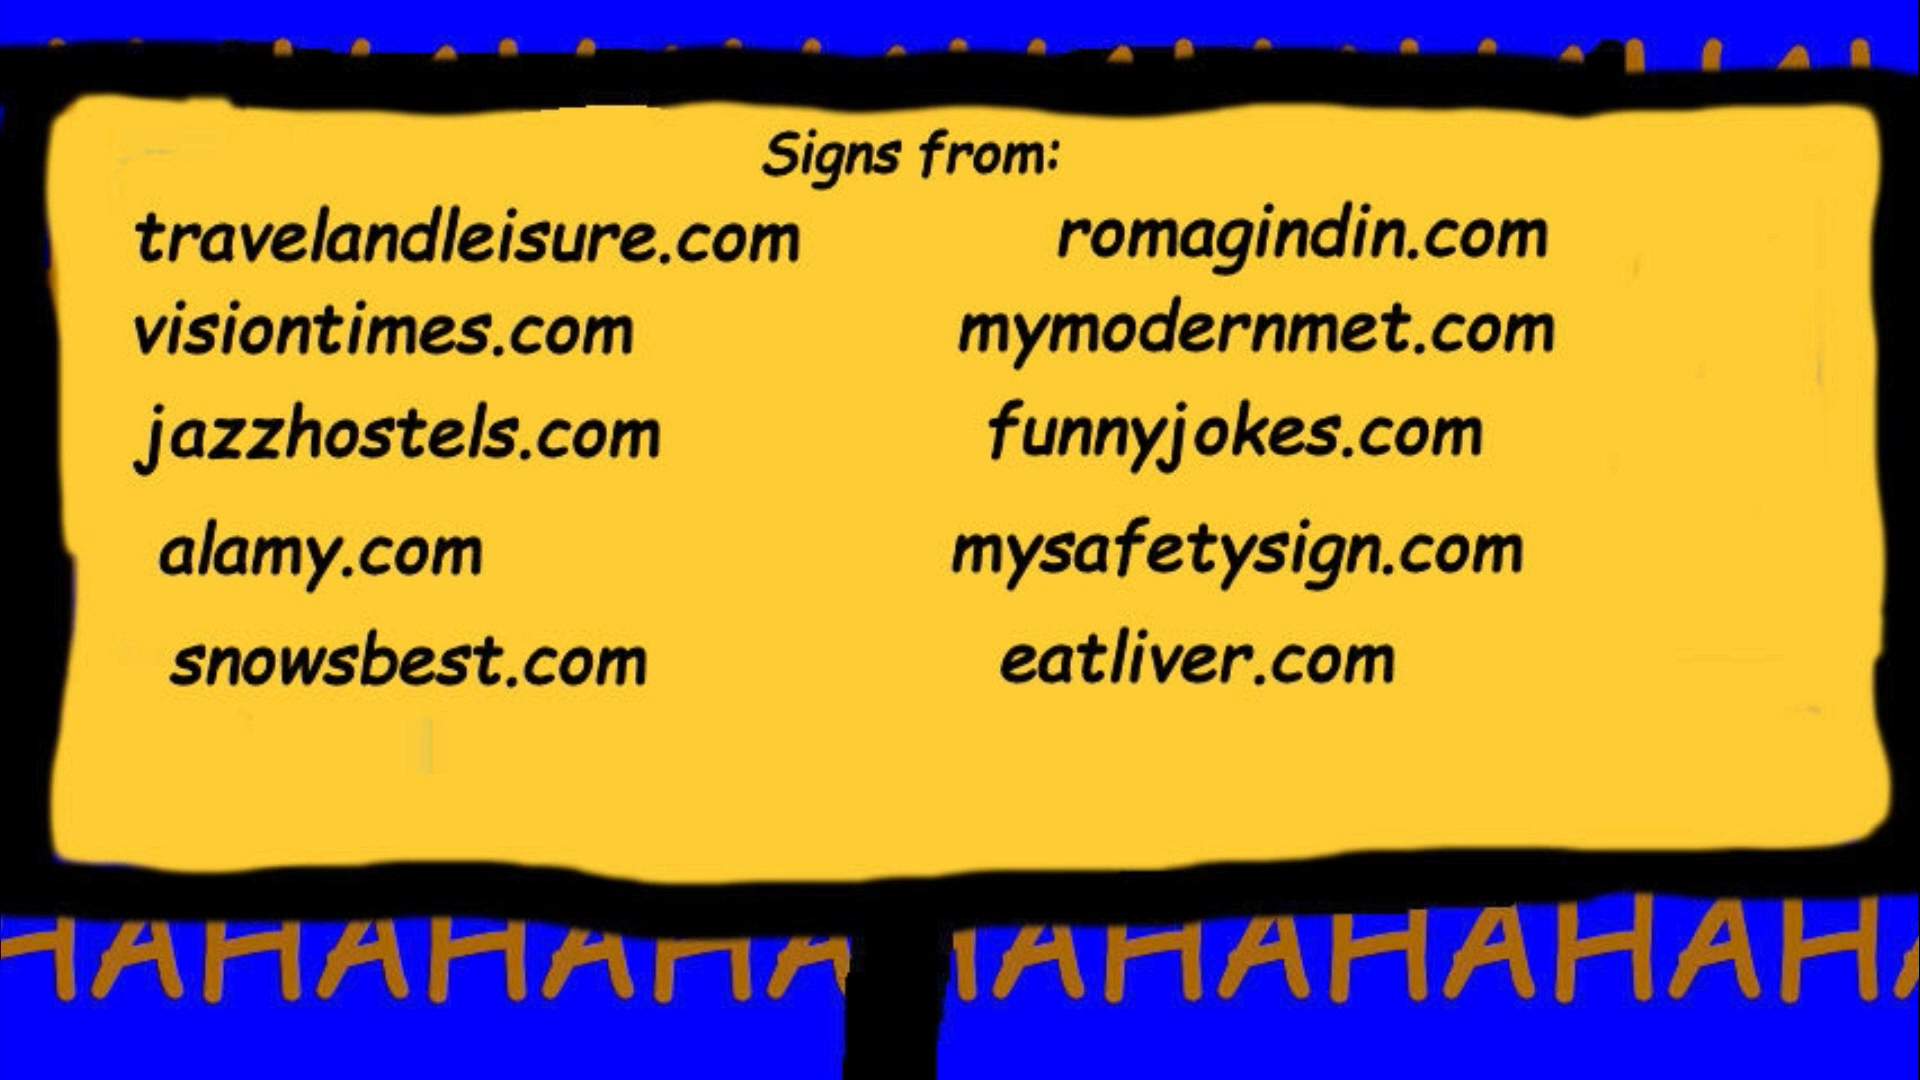 Signs from:
travelandleisure.com
visiontimes.com
jazzhostels.com
alamy.com
snowsbest.com
romagindin.com
mymodernmet.com
funnyjokes.com
mysafetysign.com
eatliver.com
HAHAHAHA HAHAHAHAH